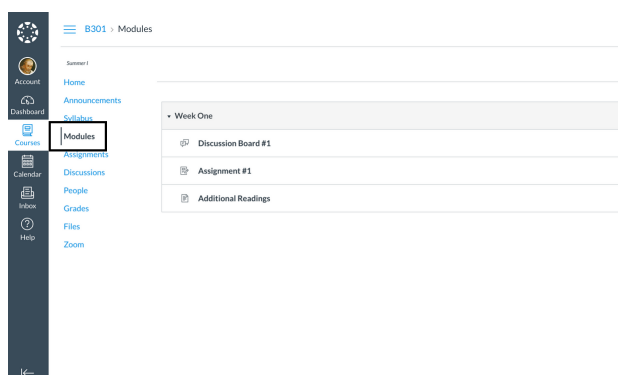 B301 > Modules
Summer I
Account
Dashboard
Courses
Calendar
Inbox
Help
Home
Announcements
Syllabus
Modules
Assignments
Discussions
People
Grades
Files
Zoom
Week One
Discussion Board #1
Assignment #1
Additional Readings